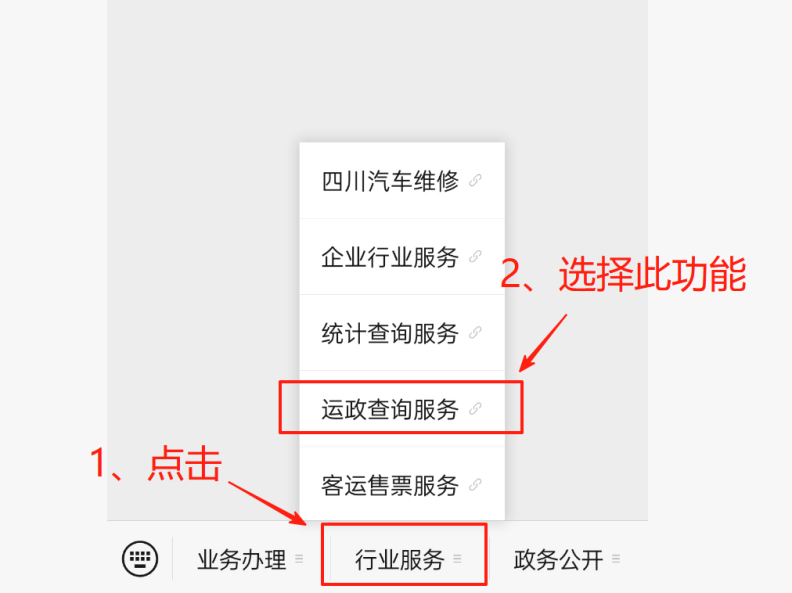 四川汽车维修
企业行业服务
2、选择此功能
统计查询服务
运政查询服务
1、点击
客运售票服务
业务办理
行业服务
政务公开